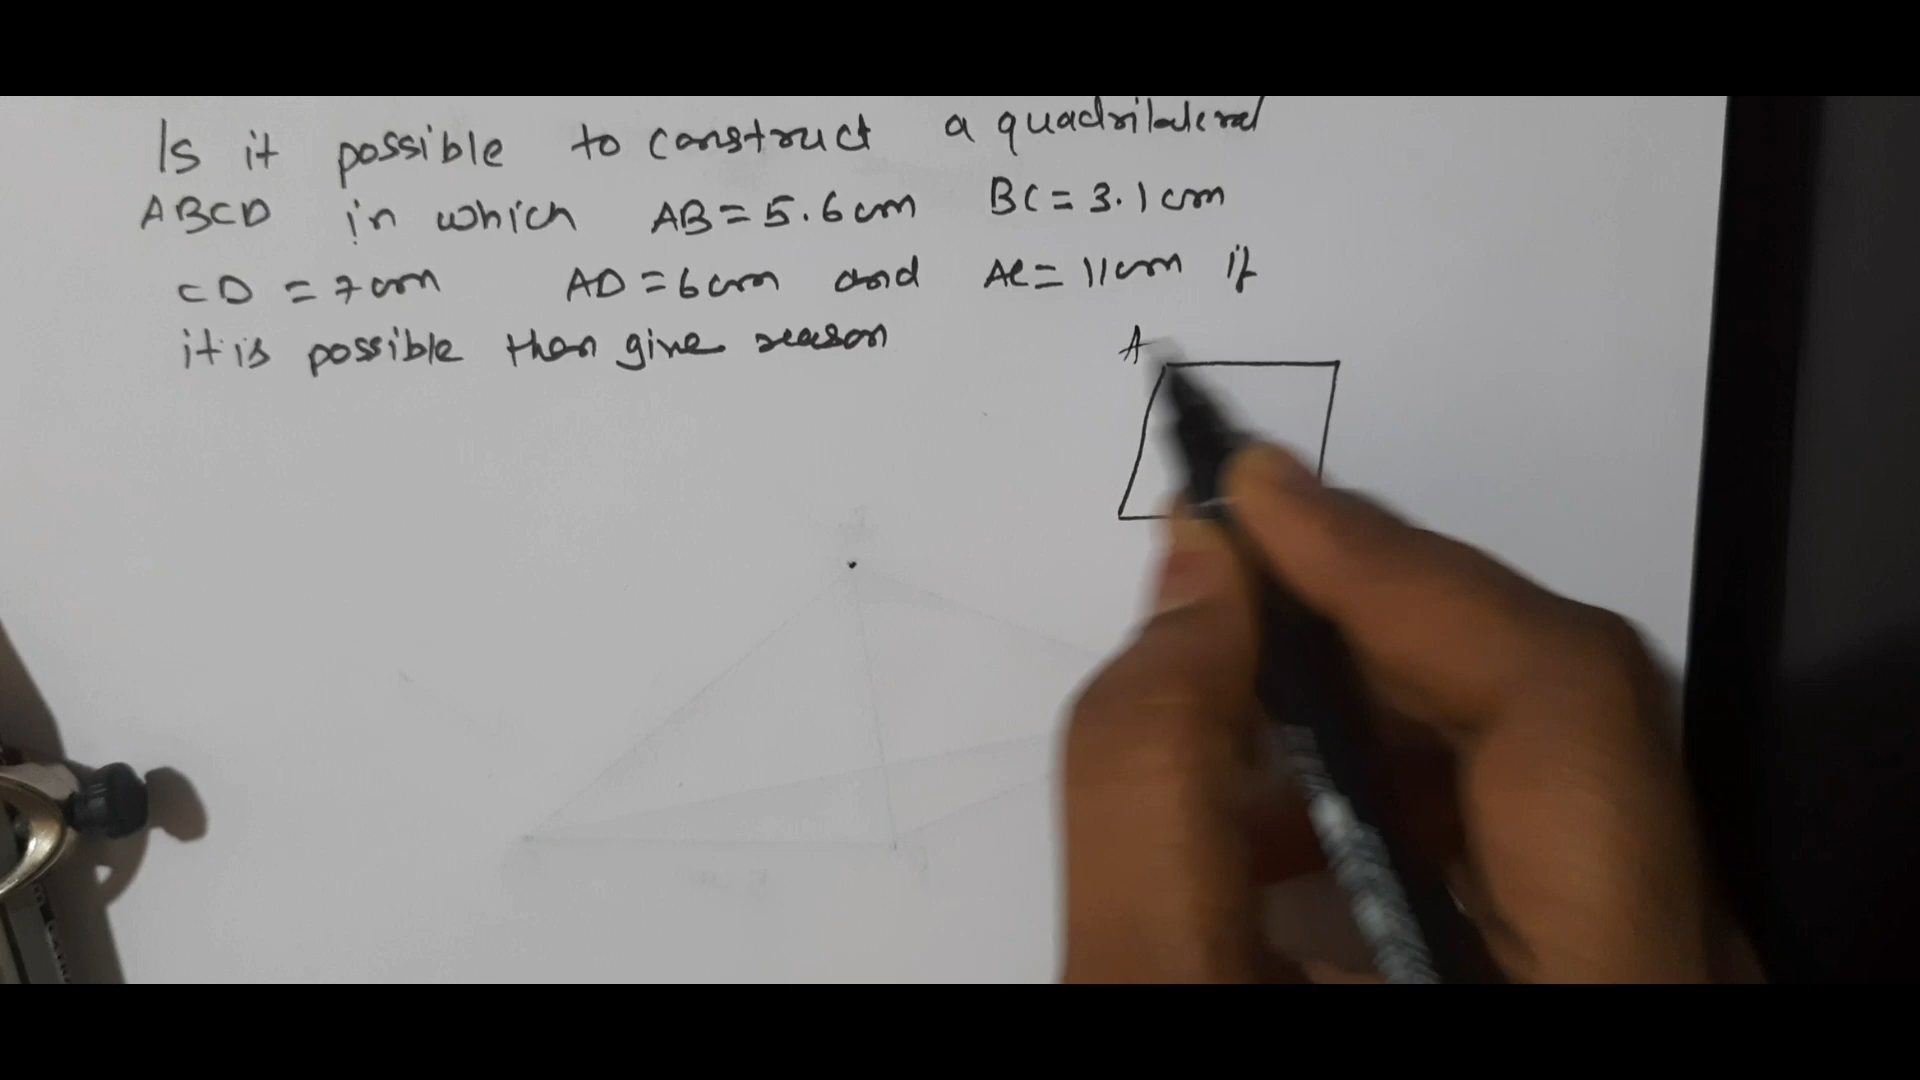 Is it possible to construct a quadrilateral
ABCD in which AB = 5.6 cm BC = 3.1 cm
CD = 7 cm AD = 6 cm and AC = 11 cm if
it is possible then give reason
A